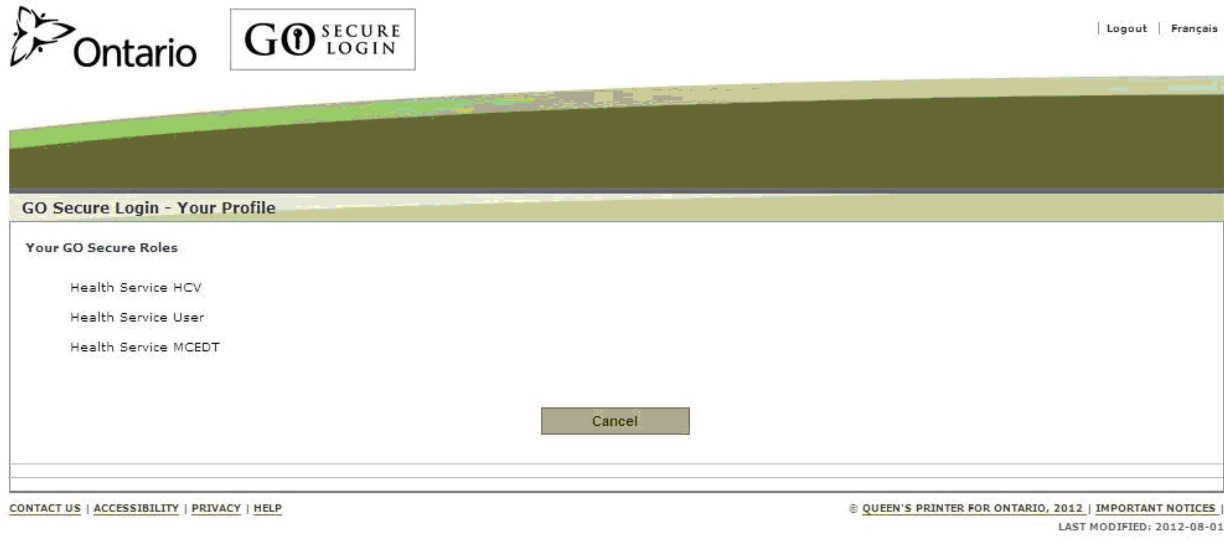 Ontario
GO SECURE LOGIN
| Logout | Français
GO Secure Login - Your Profile
Your GO Secure Roles
Health Service HCV
Health Service User
Health Service MCEDT
Cancel
CONTACT US | ACCESSIBILITY | PRIVACY | HELP
© QUEEN'S PRINTER FOR ONTARIO, 2012 | IMPORTANT NOTICES |
LAST MODIFIED: 2012-08-01